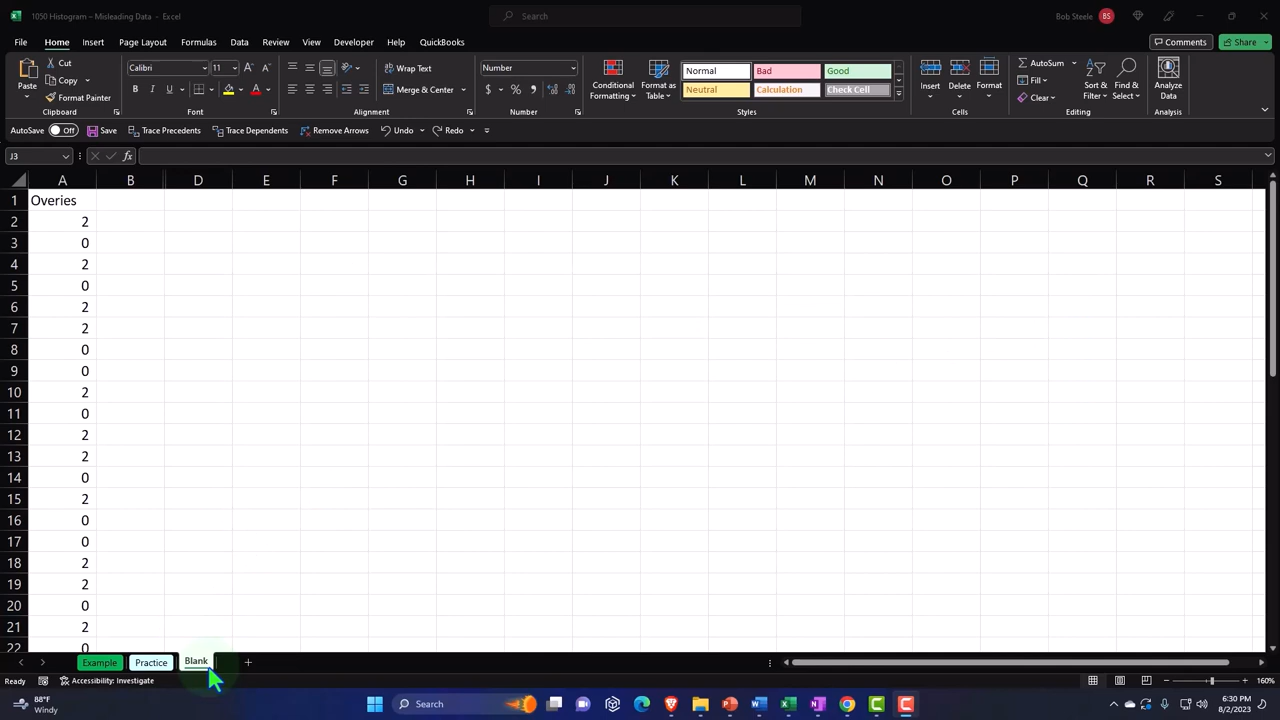 1050 Histogram – Misleading Data - Excel
Search
Bob Steele BS
File Home Insert Page Layout Formulas Data Review View Developer Help QuickBooks Comments Share
Paste Cut Copy Format Painter
Clipboard
Calibri 11 A A
B I U A
Font
Wrap Text
Merge & Center
Alignment
Number
$ % 9
Number
Conditional Formatting
Format as Table
Normal Bad Good
Neutral Calculation Check Cell
Styles
Insert Delete Format
Cells
AutoSum
Fill
Clear
Sort & Filter
Find & Select
Editing
Analyze Data
Analysis
AutoSave Off Save Trace Precedents Trace Dependents Remove Arrows Undo Redo
J3 fx
A B D E F G H I J K L M N O P Q R S
1 Overies
2 2
3 0
4 2
5 0
6 2
7 2
8 0
9 0
10 2
11 0
12 2
13 2
14 0
15 2
16 0
17 0
18 2
19 2
20 0
21 2
22 0
Example Practice Blank
Ready Accessibility: Investigate 160%
88°F
Windy
Search
6:30 PM
8/2/2023